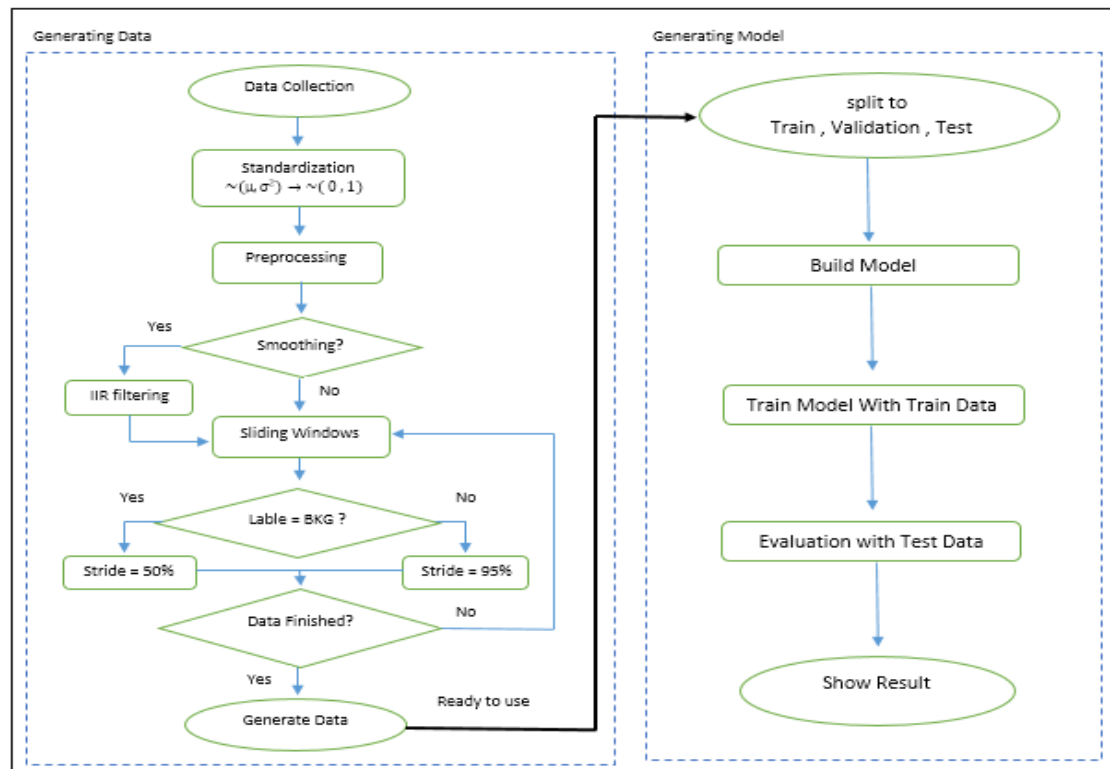 Generating Data
Data Collection
Standardization
~(μ,σ²) → ~( 0 , 1)
Preprocessing
Yes
Smoothing?
IIR filtering
No
Sliding Windows
Yes
No
Lable = BKG ?
Stride = 50%
Stride = 95%
Data Finished?
No
Yes
Generate Data
Ready to use
Generating Model
split to
Train , Validation , Test
Build Model
Train Model With Train Data
Evaluation with Test Data
Show Result